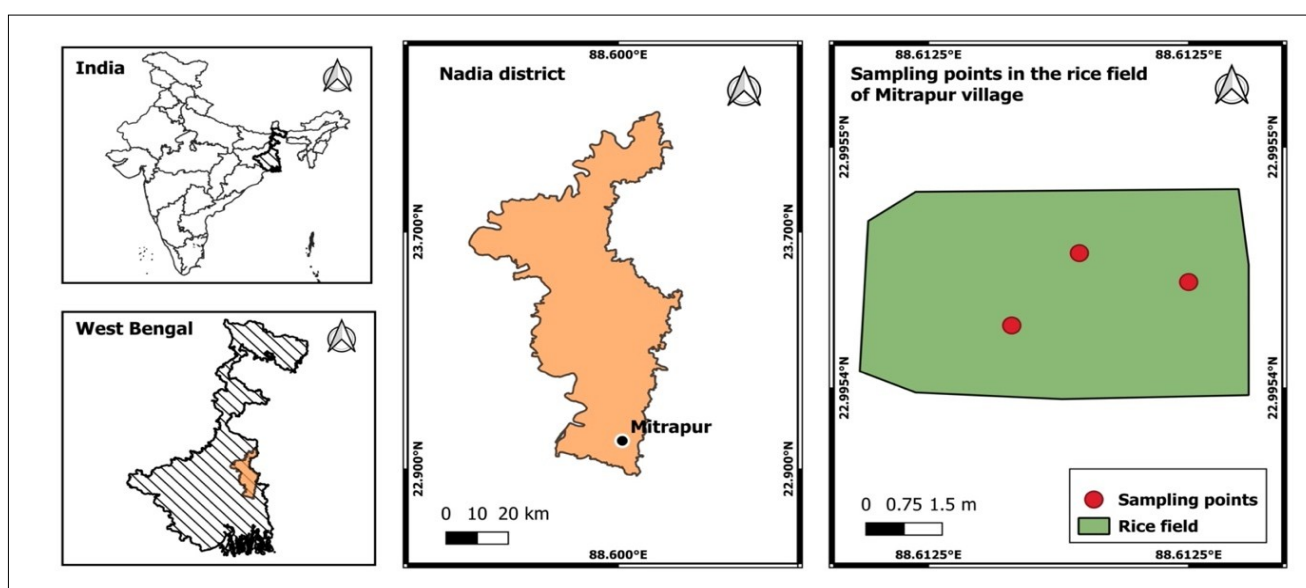 India
West Bengal
88.600°E
Nadia district
23.700°N
23.700°N
Mitrapur
22.900°N
22.900°N
0 10 20 km
88.600°E
88.6125°E
88.6125°E
Sampling points in the rice field
of Mitrapur village
22.9955°N
22.9955°N
22.9954°N
22.9954°N
0 0.75 1.5 m
Sampling points
Rice field
88.6125°E
88.6125°E